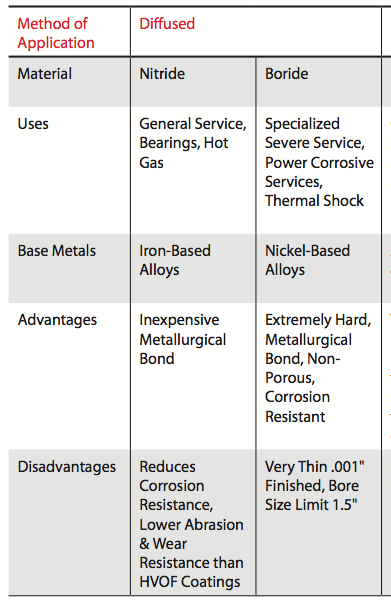 Method of Application
Diffused
Material
Nitride
Boride
Uses
General Service,
Bearings, Hot
Gas
Specialized
Severe Service,
Power Corrosive
Services,
Thermal Shock
Base Metals
Iron-Based
Alloys
Nickel-Based
Alloys
Advantages
Inexpensive
Metallurgical
Bond
Extremely Hard,
Metallurgical
Bond, Non-
Porous,
Corrosion
Resistant
Disadvantages
Reduces
Corrosion
Resistance,
Lower Abrasion
& Wear
Resistance than
HVOF Coatings
Very Thin .001"
Finished, Bore
Size Limit 1.5"